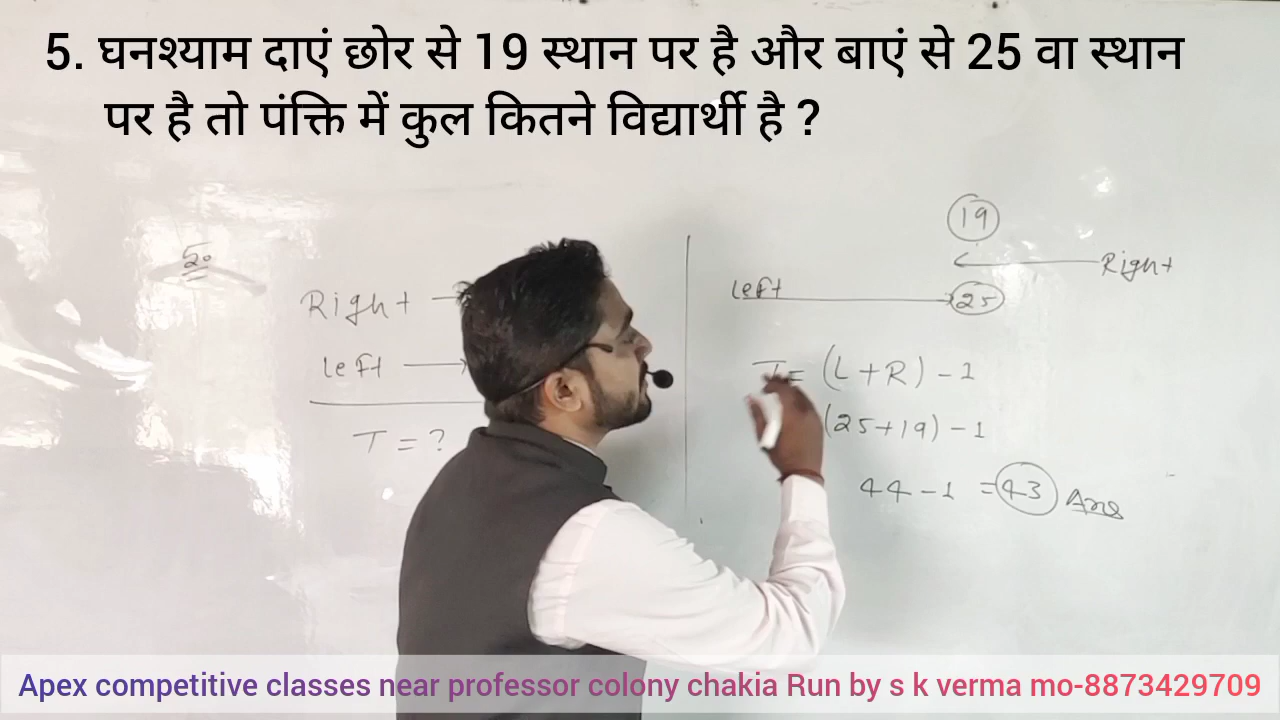 5. घनश्याम दाएं छोर से 19 स्थान पर है और बाएं से 25 वा स्थान
पर है तो पंक्ति में कुल कितने विद्यार्थी है ?
5.
Right →
left →
T = ?
19
Right
left
25
T = (L + R) - 1
(25+19) - 1
44 - 1 = 43 Ans
Apex competitive classes near professor colony chakia Run by s k verma mo-8873429709